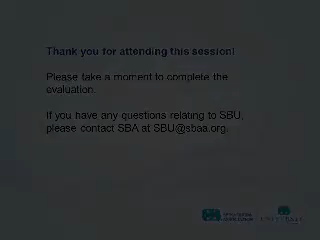 Thank you for attending this session!
Please take a moment to complete the
evaluation.
If you have any questions relating to SBU,
please contact SBA at SBU@sbaa.org.